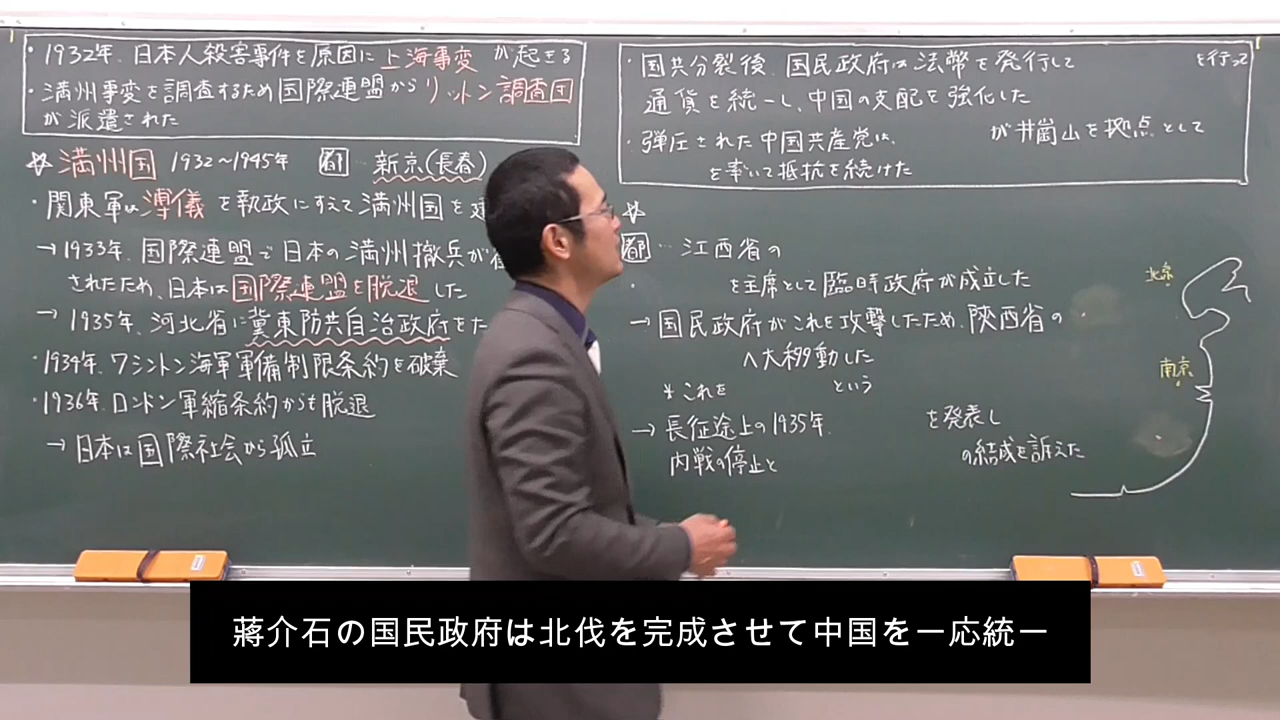 ・1932年、日本人殺害事件を原因に上海事変が起きる
・満州事変を調査するため国際連盟からリットン調査団
が派遣された
☆満州国 1932～1945年 都…新京(長春)
・関東軍は溥儀を執政にすえて満州国を建
→1933年、国際連盟で日本の満州撤兵が
されたため、日本は国際連盟を脱退した
→1935年、河北省に冀東防共自治政府をた
・1934年、ワシントン海軍軍備制限条約を破棄
・1936年、ロンドン軍縮条約からも脱退
→日本は国際社会から孤立
・国共分裂後、国民政府は法幣を発行して を行って
通貨を統一し、中国の支配を強化した
・弾圧された中国共産党は、 が井崗山を拠点として
を率いて抵抗を続けた
☆
都…江西省の
・ を主席として臨時政府が成立した
→国民政府がこれを攻撃したため、陝西省の
へ大移動した
*これを という
→長征途上の1935年、 を発表し
内戦の停止と の結成を訴えた
北京
南京
蔣介石の国民政府は北伐を完成させて中国を一応統一